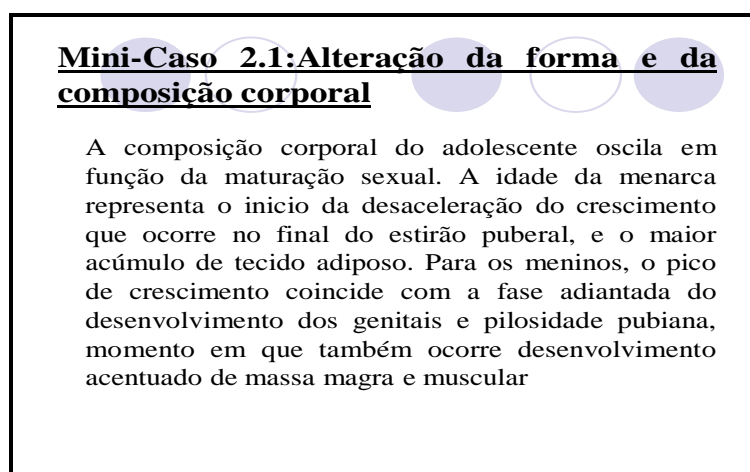 Mini-Caso 2.1:Alteração da forma e da
composição corporal
A composição corporal do adolescente oscila em
função da maturação sexual. A idade da menarca
representa o inicio da desaceleração do crescimento
que ocorre no final do estirão puberal, e o maior
acúmulo de tecido adiposo. Para os meninos, o pico
de crescimento coincide com a fase adiantada do
desenvolvimento dos genitais e pilosidade pubiana,
momento em que também ocorre desenvolvimento
acentuado de massa magra e muscular